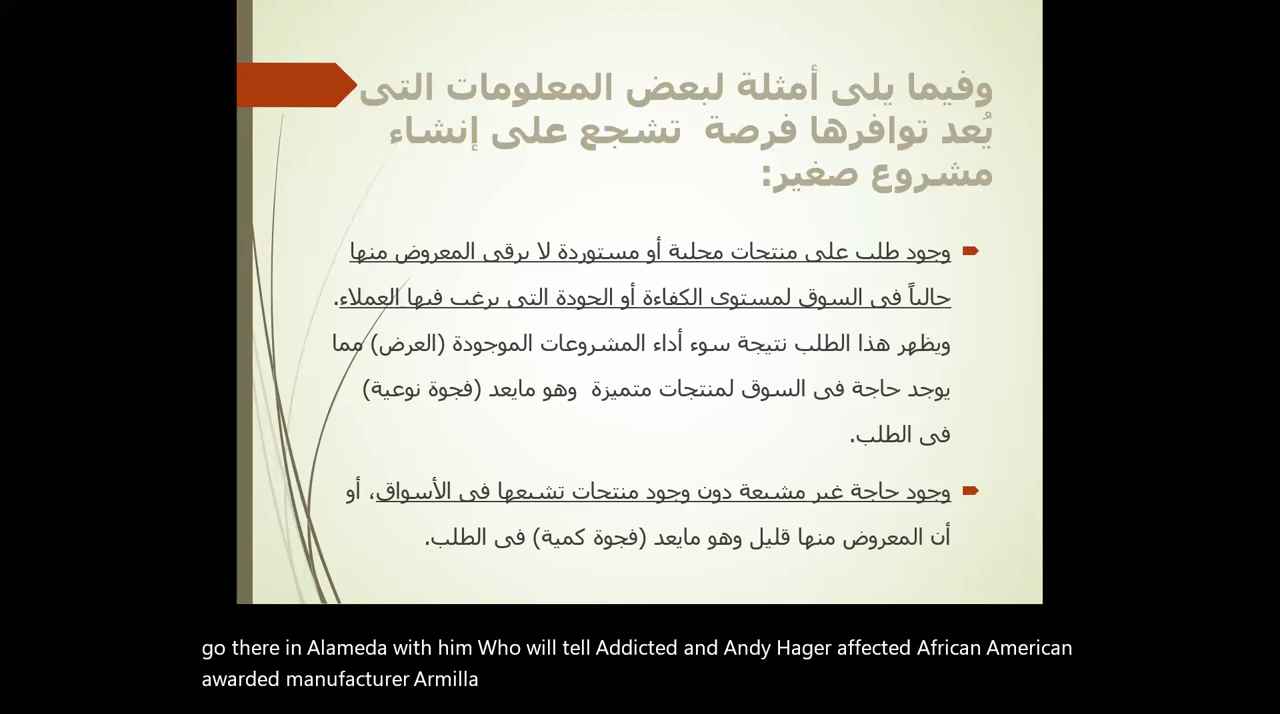 وفيما يلى أمثلة لبعض المعلومات التى
يُعد توافرها فرصة تشجع على إنشاء
مشروع صغير:
وجود طلب على منتجات محلية أو مستوردة لا يرقى المعروض منها
حالياً فى السوق لمستوى الكفاءة أو الجودة التى يرغب فيها العملاء.
ويظهر هذا الطلب نتيجة سوء أداء المشروعات الموجودة (العرض) مما
يوجد حاجة فى السوق لمنتجات متميزة وهو مايعد (فجوة نوعية)
فى الطلب.
وجود حاجة غير مشبعة دون وجود منتجات تشبعها فى الأسواق، أو
أن المعروض منها قليل وهو مايعد (فجوة كمية) فى الطلب.
go there in Alameda with him Who will tell Addicted and Andy Hager affected African American
awarded manufacturer Armilla